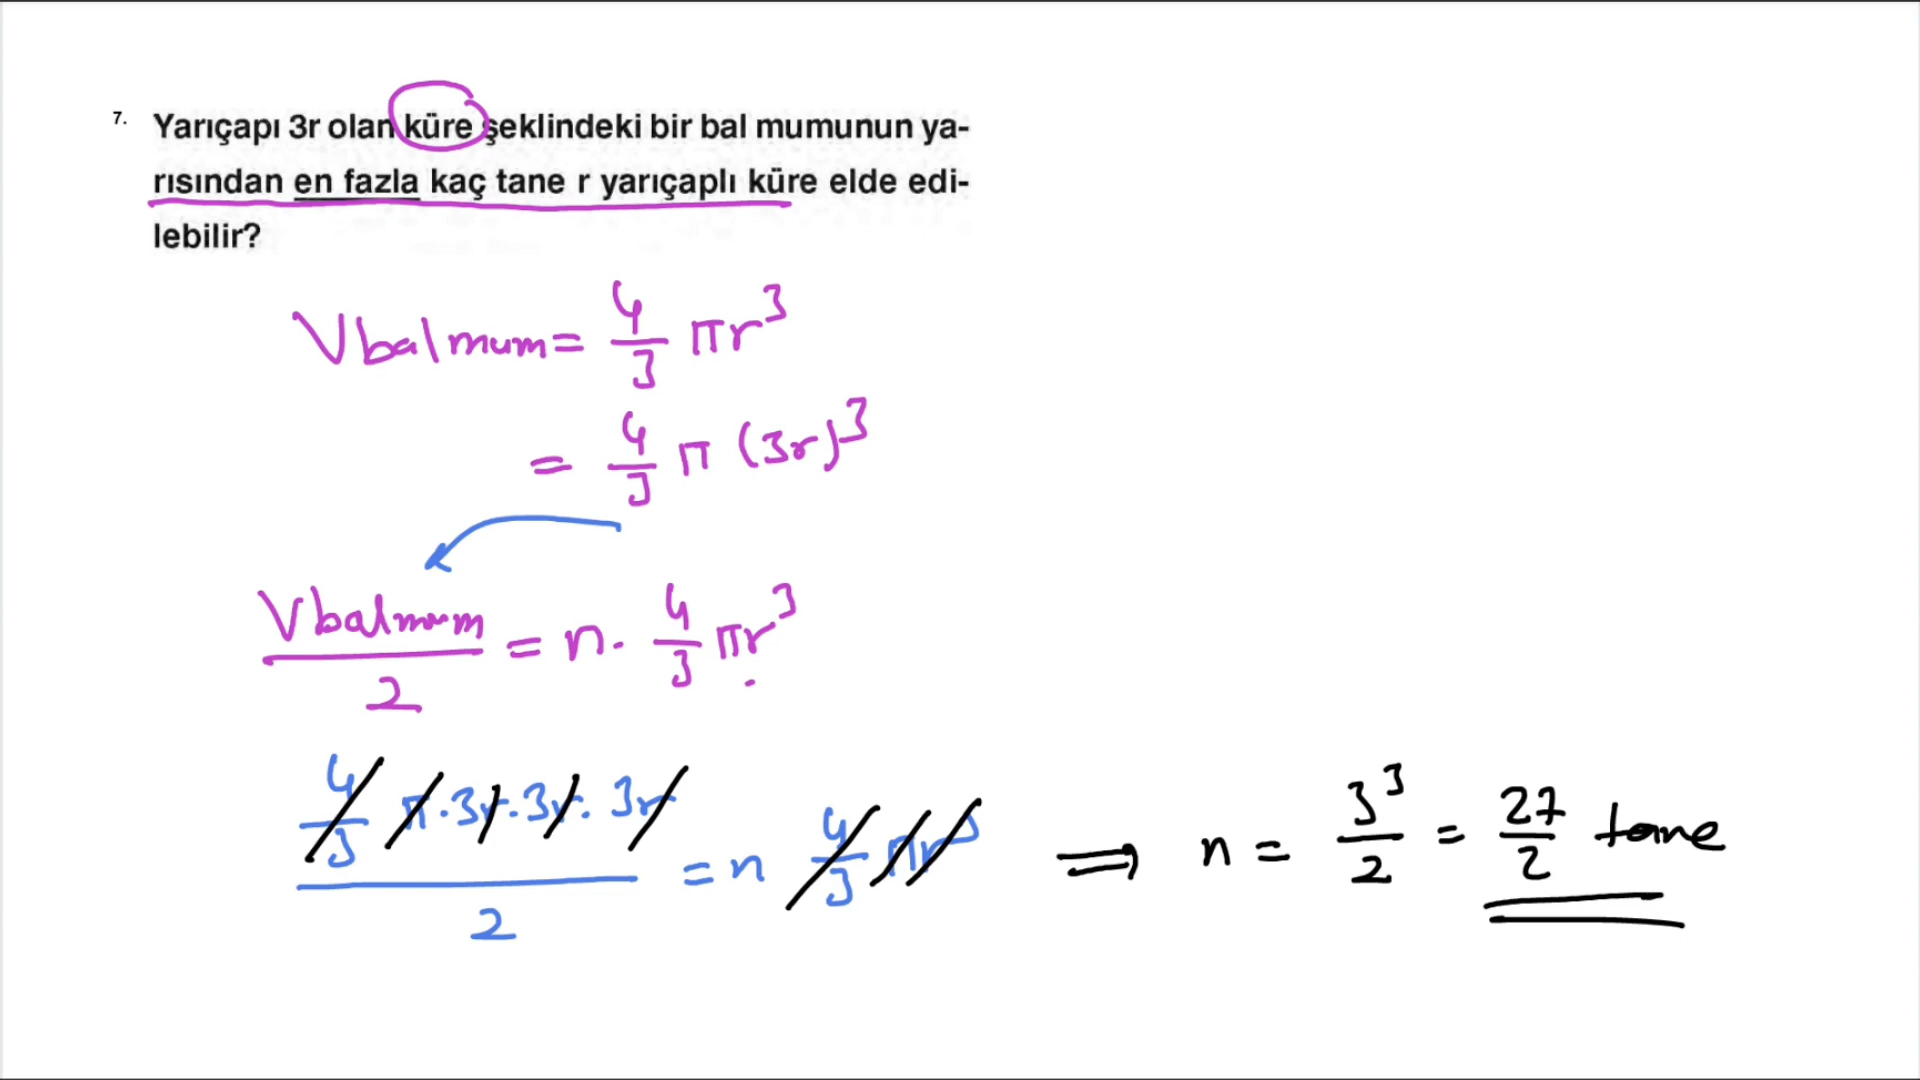 7. Yarıçapı 3r olan küre şeklindeki bir bal mumunun ya-
rısından en fazla kaç tane r yarıçaplı küre elde edi-
lebilir?
Vbalmum = 4/3 πr³
= 4/3 π (3r)³
Vbalmum/2 = n · 4/3 πr³
(4/3 π · 3r · 3r · 3r)/2 = n 4/3 πr³ ⟹ n = 3³/2 = 27/2 tane